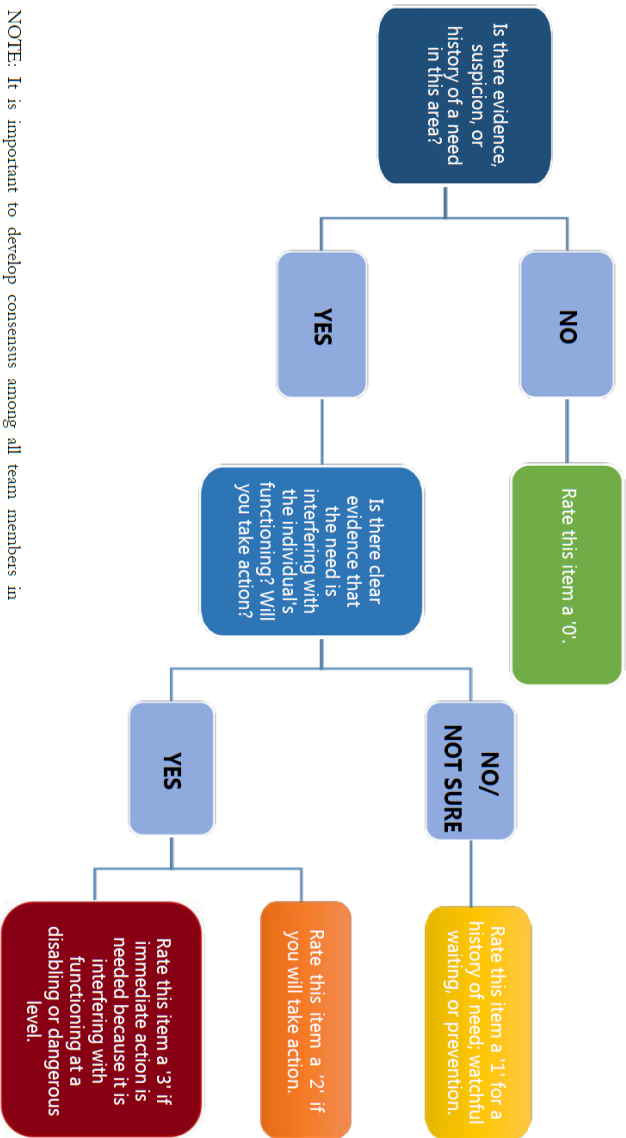 Is there evidence,
suspicion, or
history of a need
in this area?
NO
Rate this item a '0'.
YES
Is there clear
evidence that
the need is
interfering with
the individual's
functioning? Will
you take action?
NO/
NOT SURE
Rate this item a '1' for a
history of need; watchful
waiting, or prevention.
YES
Rate this item a '2' if
you will take action.
Rate this item a '3' if
immediate action is
needed because it is
interfering with
functioning at a
disabling or dangerous
level.
NOTE: It is important to develop consensus among all team members in